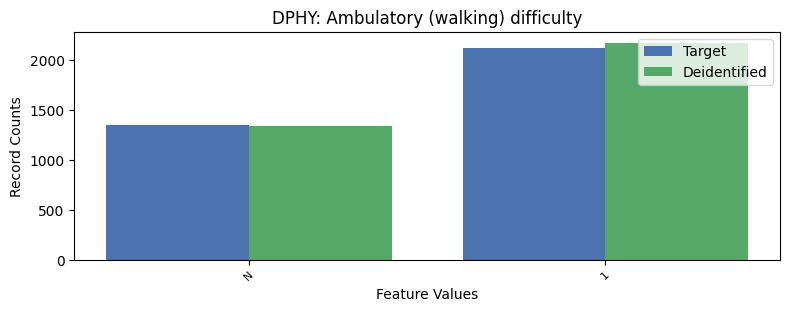 DPHY: Ambulatory (walking) difficulty
Target
Deidentified
2000
1500
1000
500
0
Record Counts
N
1
Feature Values